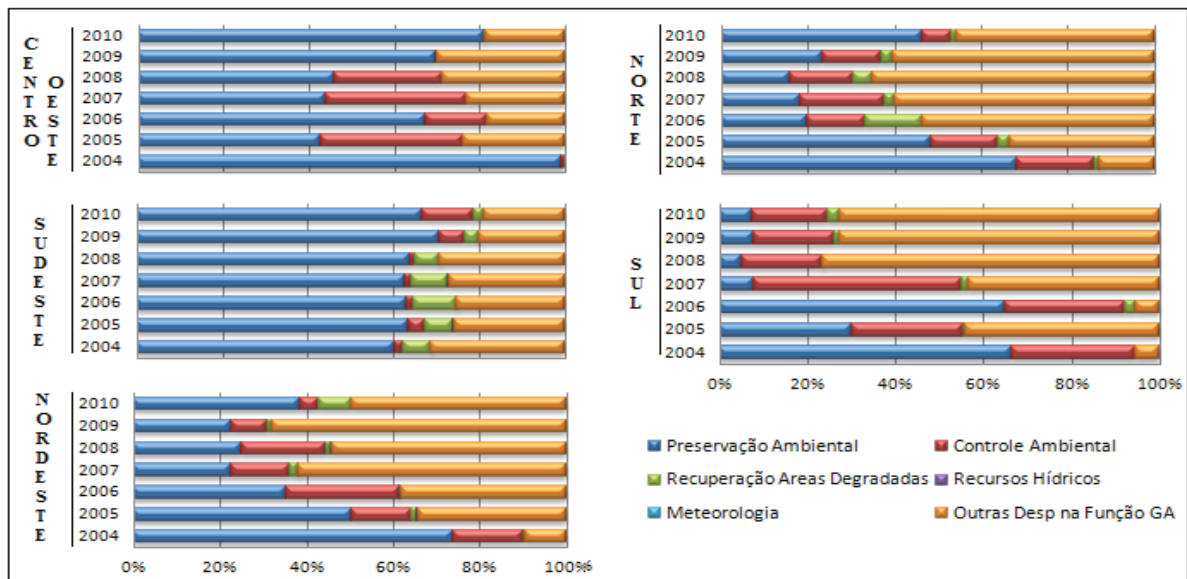 CENTRO OESTE
2010
2009
2008
2007
2006
2005
2004
SUDESTE
2010
2009
2008
2007
2006
2005
2004
NORDESTE
2010
2009
2008
2007
2006
2005
2004
0% 20% 40% 60% 80% 100%
NORTE
2010
2009
2008
2007
2006
2005
2004
SUL
2010
2009
2008
2007
2006
2005
2004
0% 20% 40% 60% 80% 100%
Preservação Ambiental
Controle Ambiental
Recuperação Areas Degradadas
Recursos Hídricos
Meteorologia
Outras Desp na Função GA